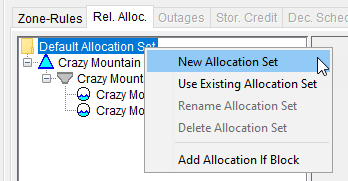 Zone-Rules Rel. Alloc. Outages Stor. Credit Dec. Sched
Default Allocation Set
Crazy Mountain
Crazy Mount
Crazy Mo
Crazy Mo
New Allocation Set
Use Existing Allocation Set
Rename Allocation Set
Delete Allocation Set
Add Allocation If Block